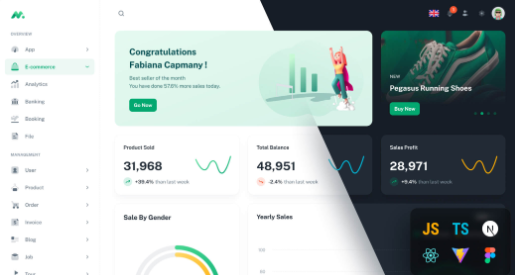 OVERVIEW
App
E-commerce
Analytics
Banking
Booking
File
MANAGEMENT
User
Product
Order
Invoice
Blog
Job
Tour
Congratulations
Fabiana Capmany !
Best seller of the month
You have done 57.6% more sales today.
Go Now
NEW
Pegasus Running Shoes
Buy Now
Product Sold
31,968
+39.4% than last week
Total Balance
48,951
-2.4% than last week
Sales Profit
28,971
+9.4% than last week
Sale By Gender
Yearly Sales
100
80
JS TS N